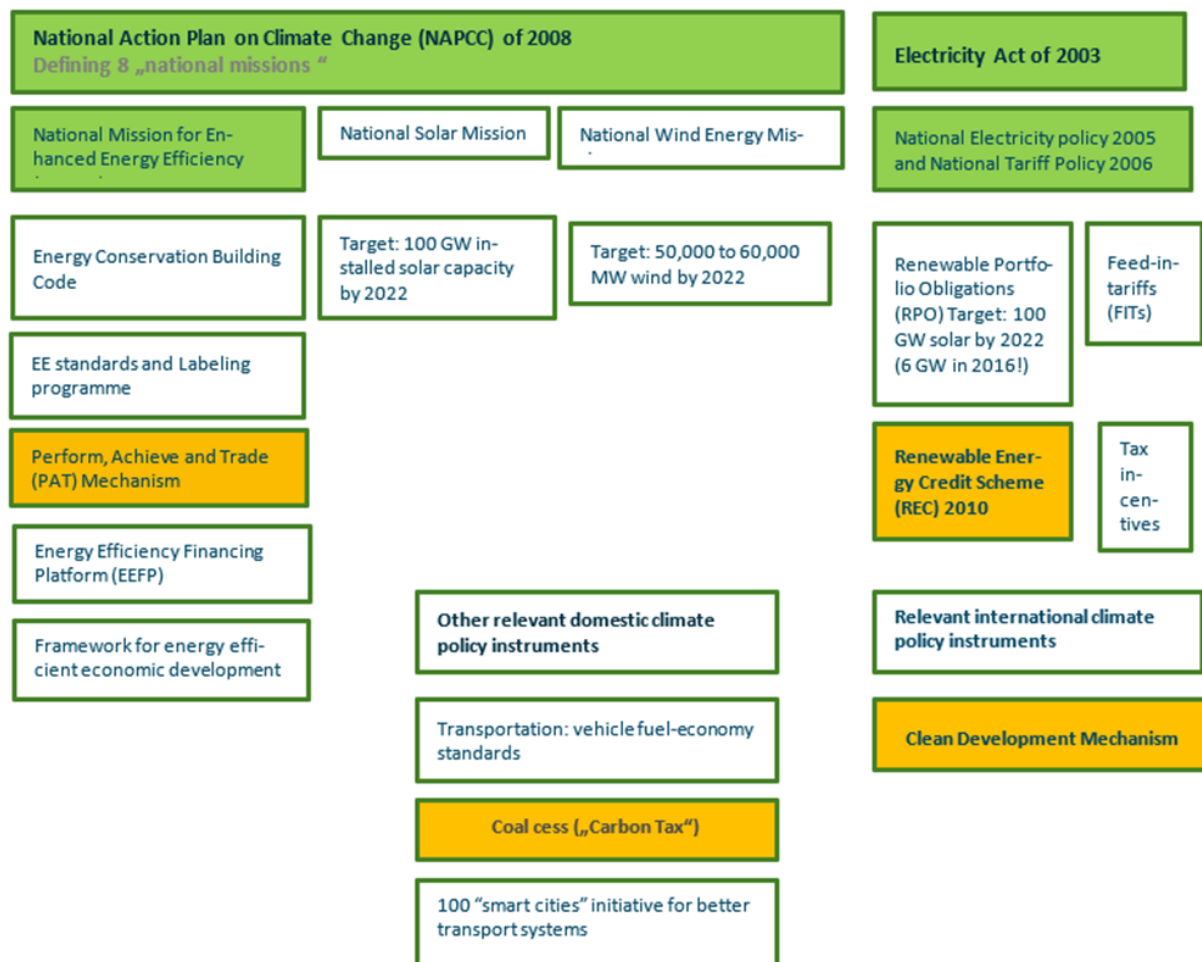 National Action Plan on Climate Change (NAPCC) of 2008
Defining 8 „national missions “
Electricity Act of 2003
National Mission for En-
hanced Energy Efficiency
National Solar Mission
National Wind Energy Mis-
National Electricity policy 2005
and National Tariff Policy 2006
Energy Conservation Building
Code
Target: 100 GW in-
stalled solar capacity
by 2022
Target: 50,000 to 60,000
MW wind by 2022
Renewable Portfo-
lio Obligations
(RPO) Target: 100
GW solar by 2022
(6 GW in 2016!)
Feed-in-
tariffs
(FITs)
EE standards and Labeling
programme
Perform, Achieve and Trade
(PAT) Mechanism
Renewable Ener-
gy Credit Scheme
(REC) 2010
Tax
in-
cen-
tives
Energy Efficiency Financing
Platform (EEFP)
Framework for energy effi-
cient economic development
Other relevant domestic climate
policy instruments
Relevant international climate
policy instruments
Transportation: vehicle fuel-economy
standards
Clean Development Mechanism
Coal cess („Carbon Tax“)
100 “smart cities” initiative for better
transport systems